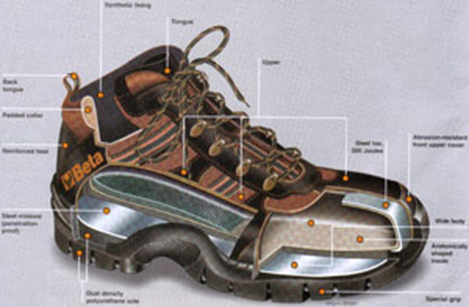 Synthetic lining
Tongue
Upper
Back
tongue
Padded collar
Reinforced heel
Beta
Steel toe,
200 Joules
Abrasion-resistant
front upper cover
Wide body
Anatomically
shaped
insole
Steel midsole
(penetration
proof)
Dual density
polyurethane sole
Special grip